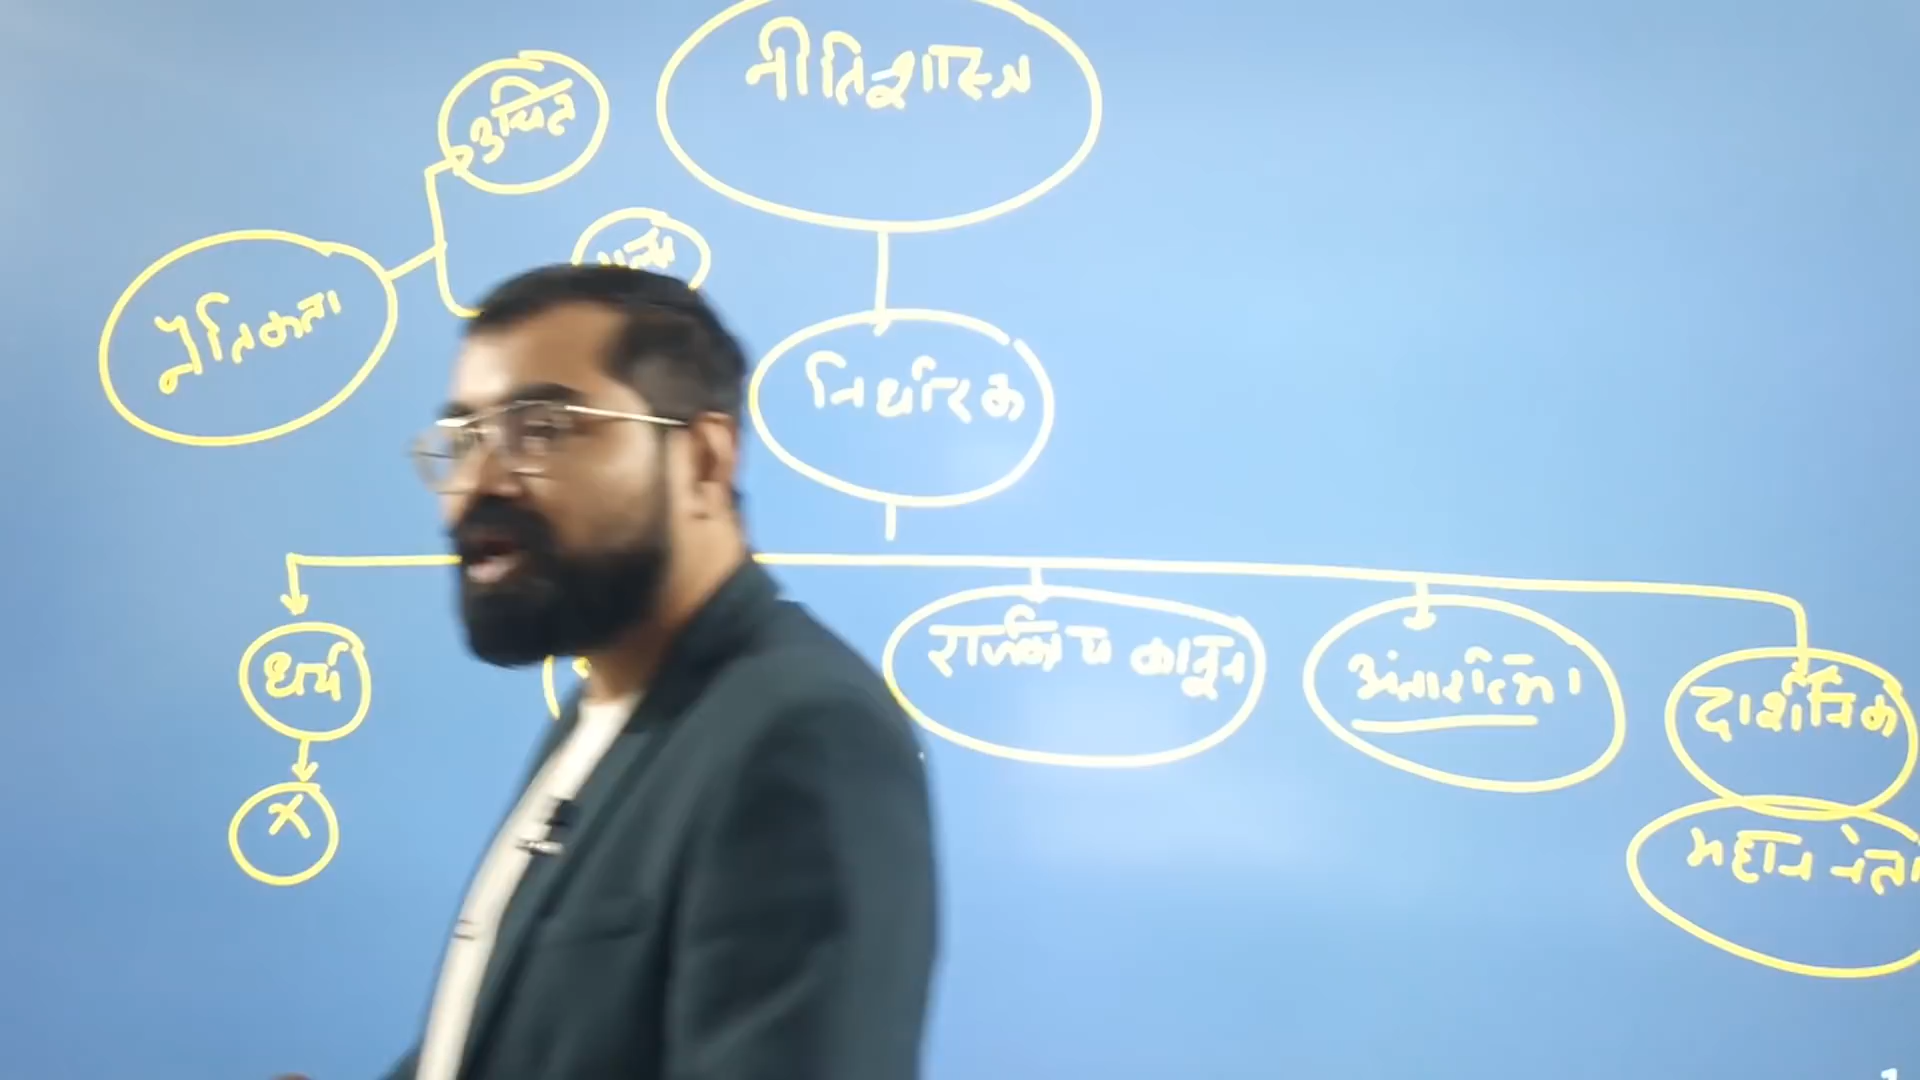 नीतिशास्त्र
उचित
नैतिकता
निर्धारक
धर्म
राजकीय कानून
अंतरात्मा
दार्शनिक
X
महान नेता